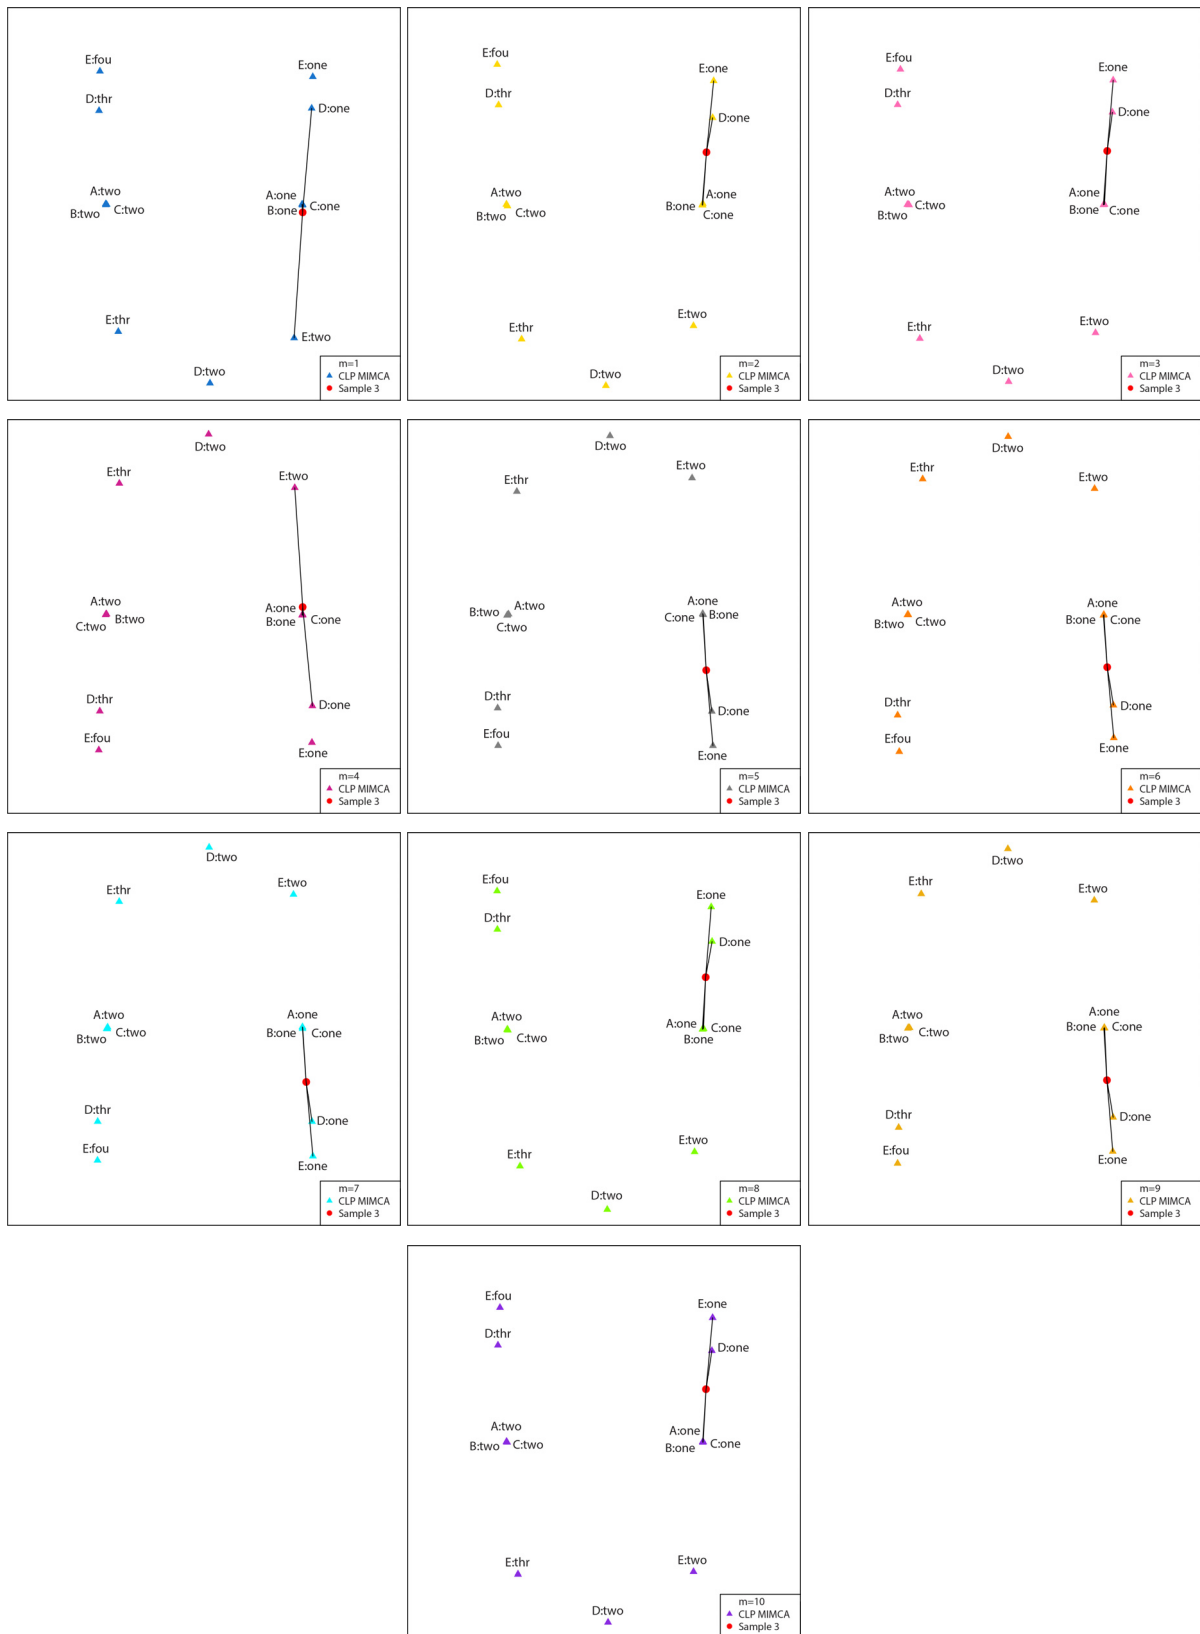 E:fou
E:one
D:thr
D:one
A:two
B:two
C:two
A:one
B:one
C:one
E:thr
E:two
D:two
m=1
CLP MIMCA
Sample 3
E:fou
E:one
D:thr
D:one
A:two
B:two
C:two
A:one
B:one
C:one
E:two
E:thr
D:two
m=2
CLP MIMCA
Sample 3
E:fou
E:one
D:thr
D:one
A:two
C:two
B:two
A:one
B:one
C:one
E:two
E:thr
D:two
m=3
CLP MIMCA
Sample 3
D:two
E:thr
E:two
A:two
B:two
C:two
A:one
B:one
C:one
D:thr
D:one
E:fou
E:one
m=4
CLP MIMCA
Sample 3
D:two
E:two
E:thr
B:two
A:two
C:two
A:one
C:one
B:one
D:thr
D:one
E:fou
E:one
m=5
CLP MIMCA
Sample 3
D:two
E:thr
E:two
A:two
B:two
C:two
A:one
B:one
C:one
D:thr
D:one
E:fou
E:one
m=6
CLP MIMCA
Sample 3
D:two
E:thr
E:two
A:two
B:two
C:two
A:one
B:one
C:one
D:thr
D:one
E:fou
E:one
m=7
CLP MIMCA
Sample 3
E:fou
E:one
D:thr
D:one
A:two
B:two
C:two
A:one
C:one
B:one
E:two
E:thr
D:two
m=8
CLP MIMCA
Sample 3
D:two
E:thr
E:two
A:two
B:two
C:two
A:one
B:one
C:one
D:thr
D:one
E:fou
E:one
m=9
CLP MIMCA
Sample 3
E:fou
E:one
D:thr
D:one
A:two
B:two
C:two
A:one
B:one
C:one
E:thr
E:two
D:two
m=10
CLP MIMCA
Sample 3